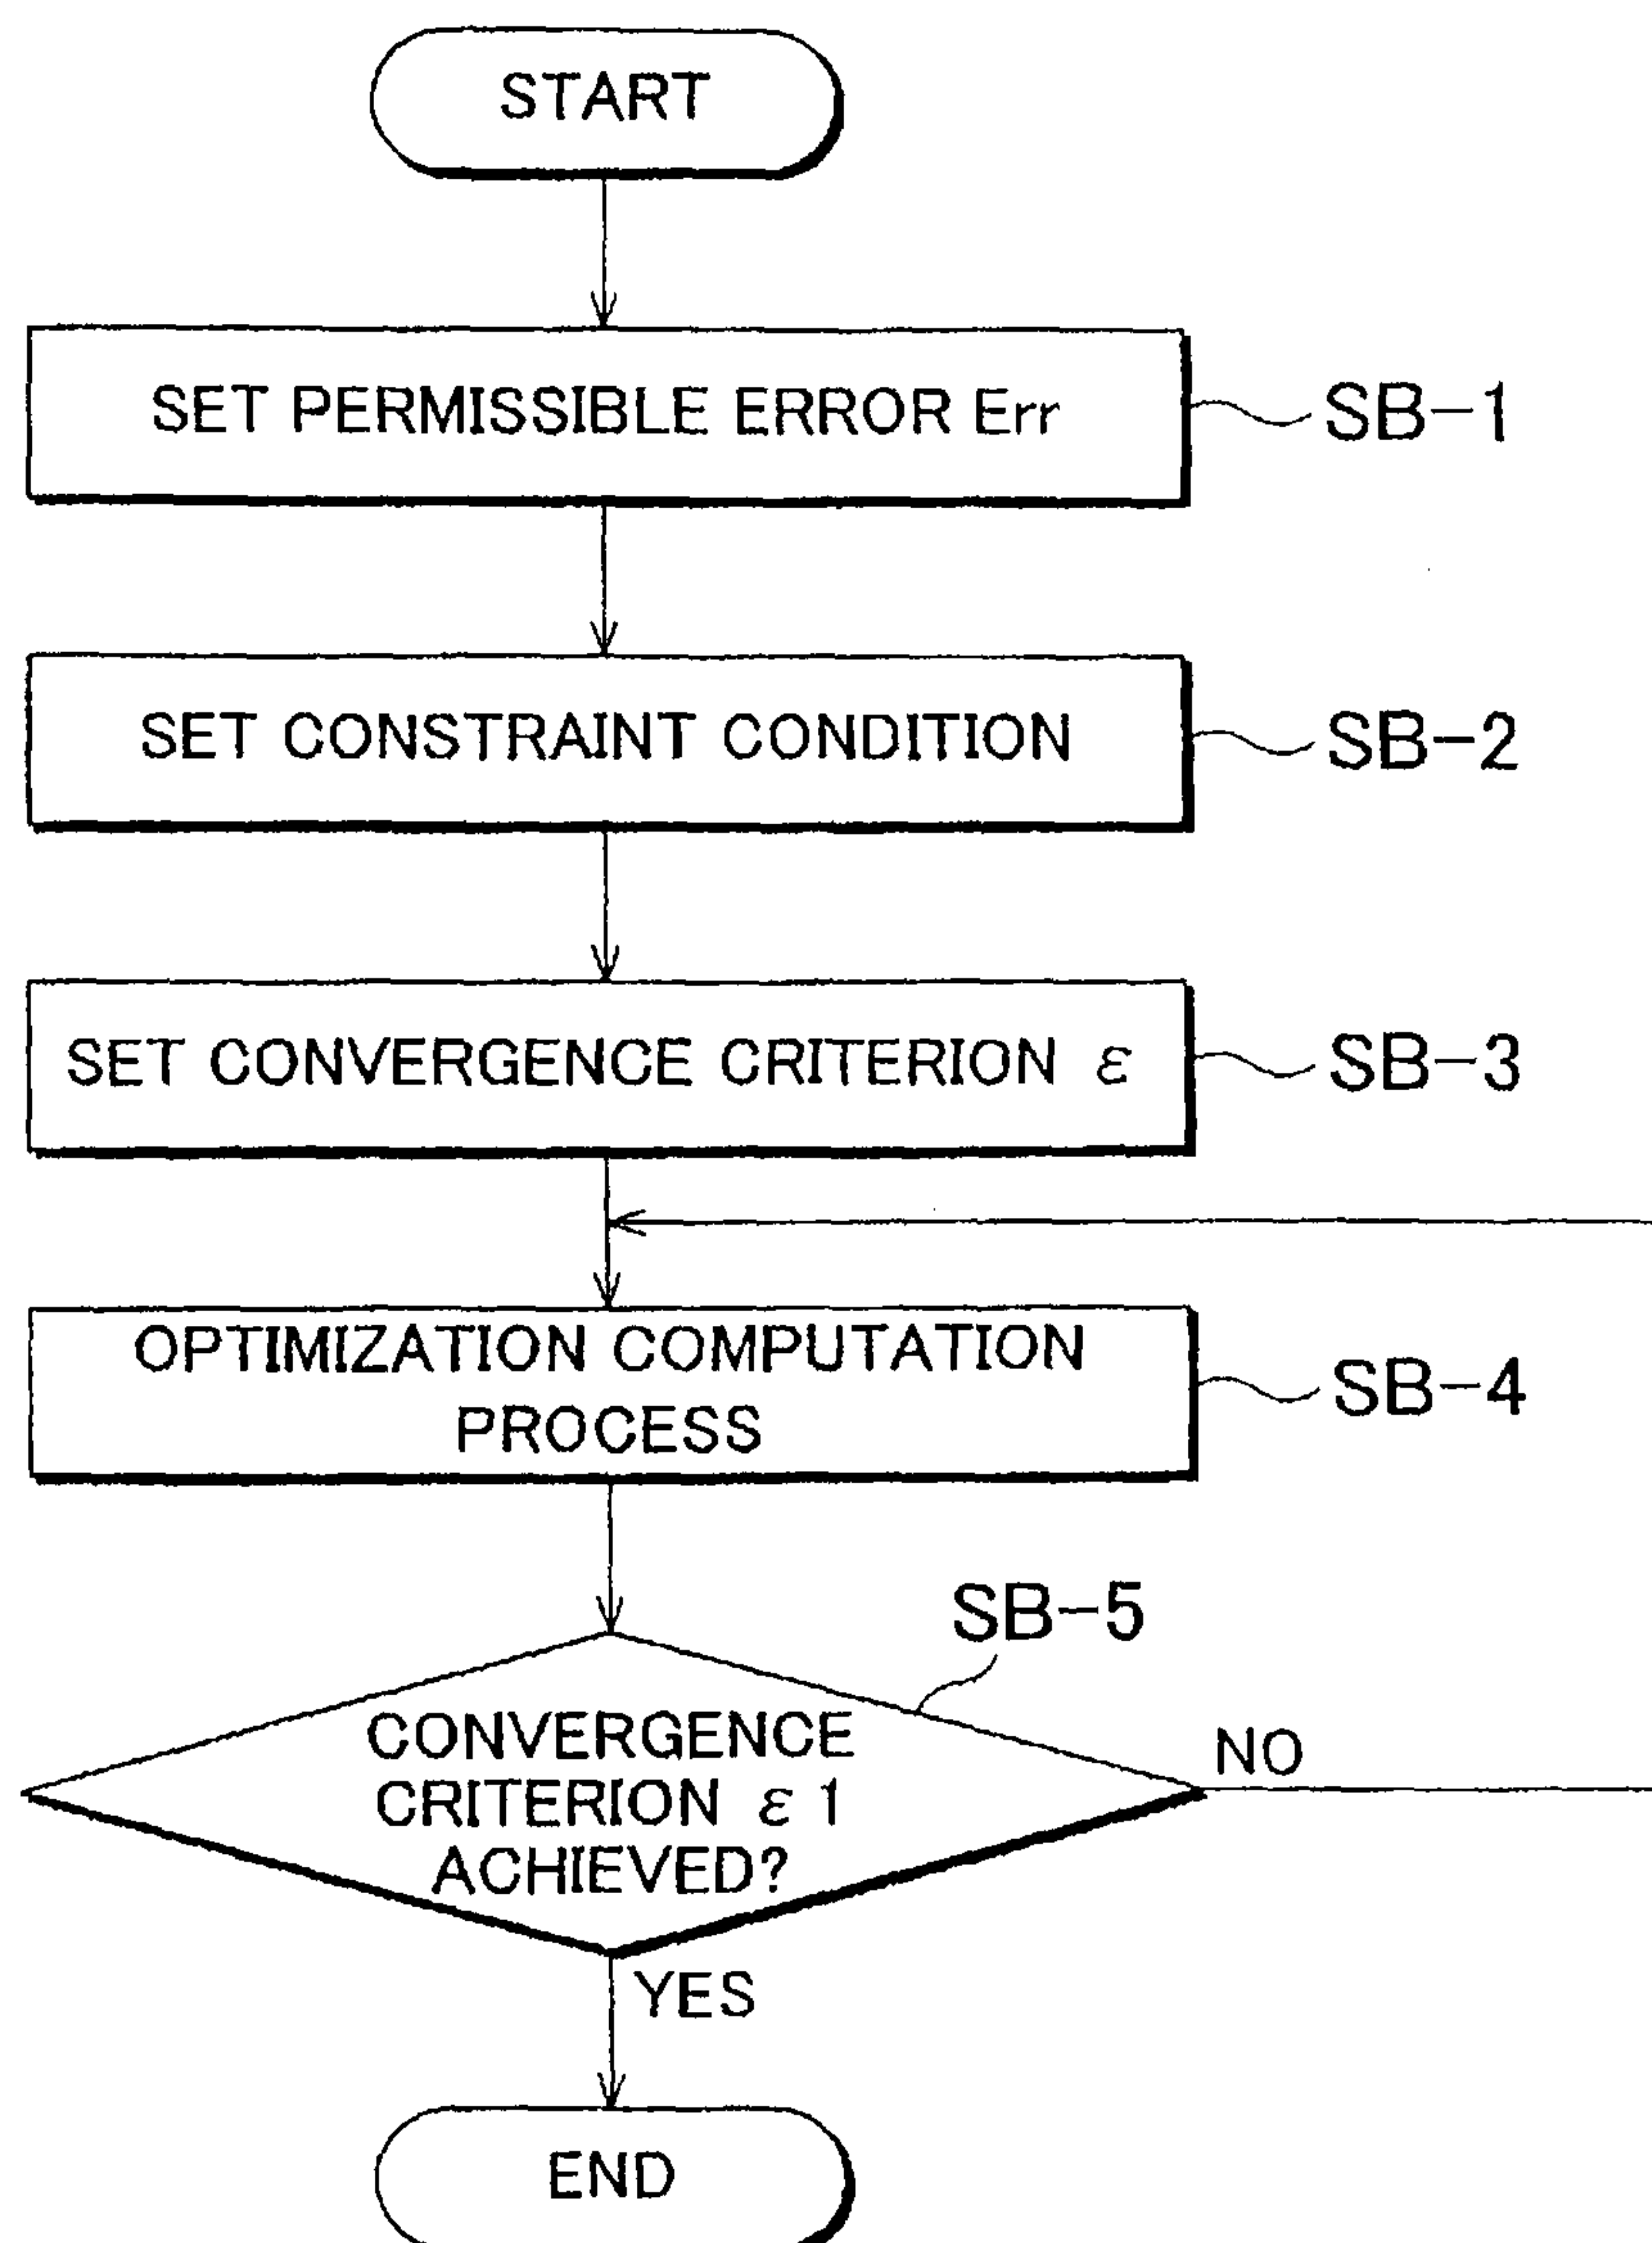 START
SET PERMISSIBLE ERROR Err
SB-1
SET CONSTRAINT CONDITION
SB-2
SET CONVERGENCE CRITERION ε
SB-3
OPTIMIZATION COMPUTATION
PROCESS
SB-4
SB-5
CONVERGENCE
CRITERION ε 1
ACHIEVED?
NO
YES
END